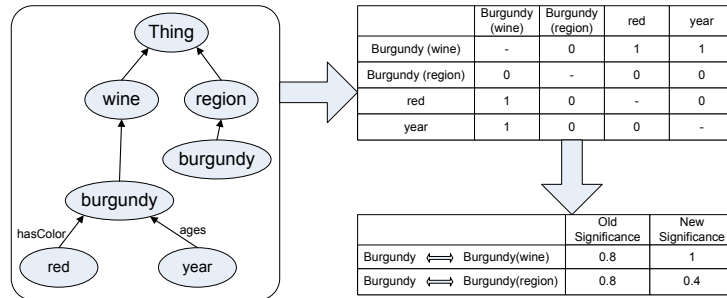 Thing
wine
region
burgundy
burgundy
hasColor
ages
red
year
Burgundy (wine) Burgundy (region) red year
Burgundy (wine) - 0 1 1
Burgundy (region) 0 - 0 0
red 1 0 - 0
year 1 0 0 -
Old Significance New Significance
Burgundy ⟺ Burgundy(wine) 0.8 1
Burgundy ⟺ Burgundy(region) 0.8 0.4